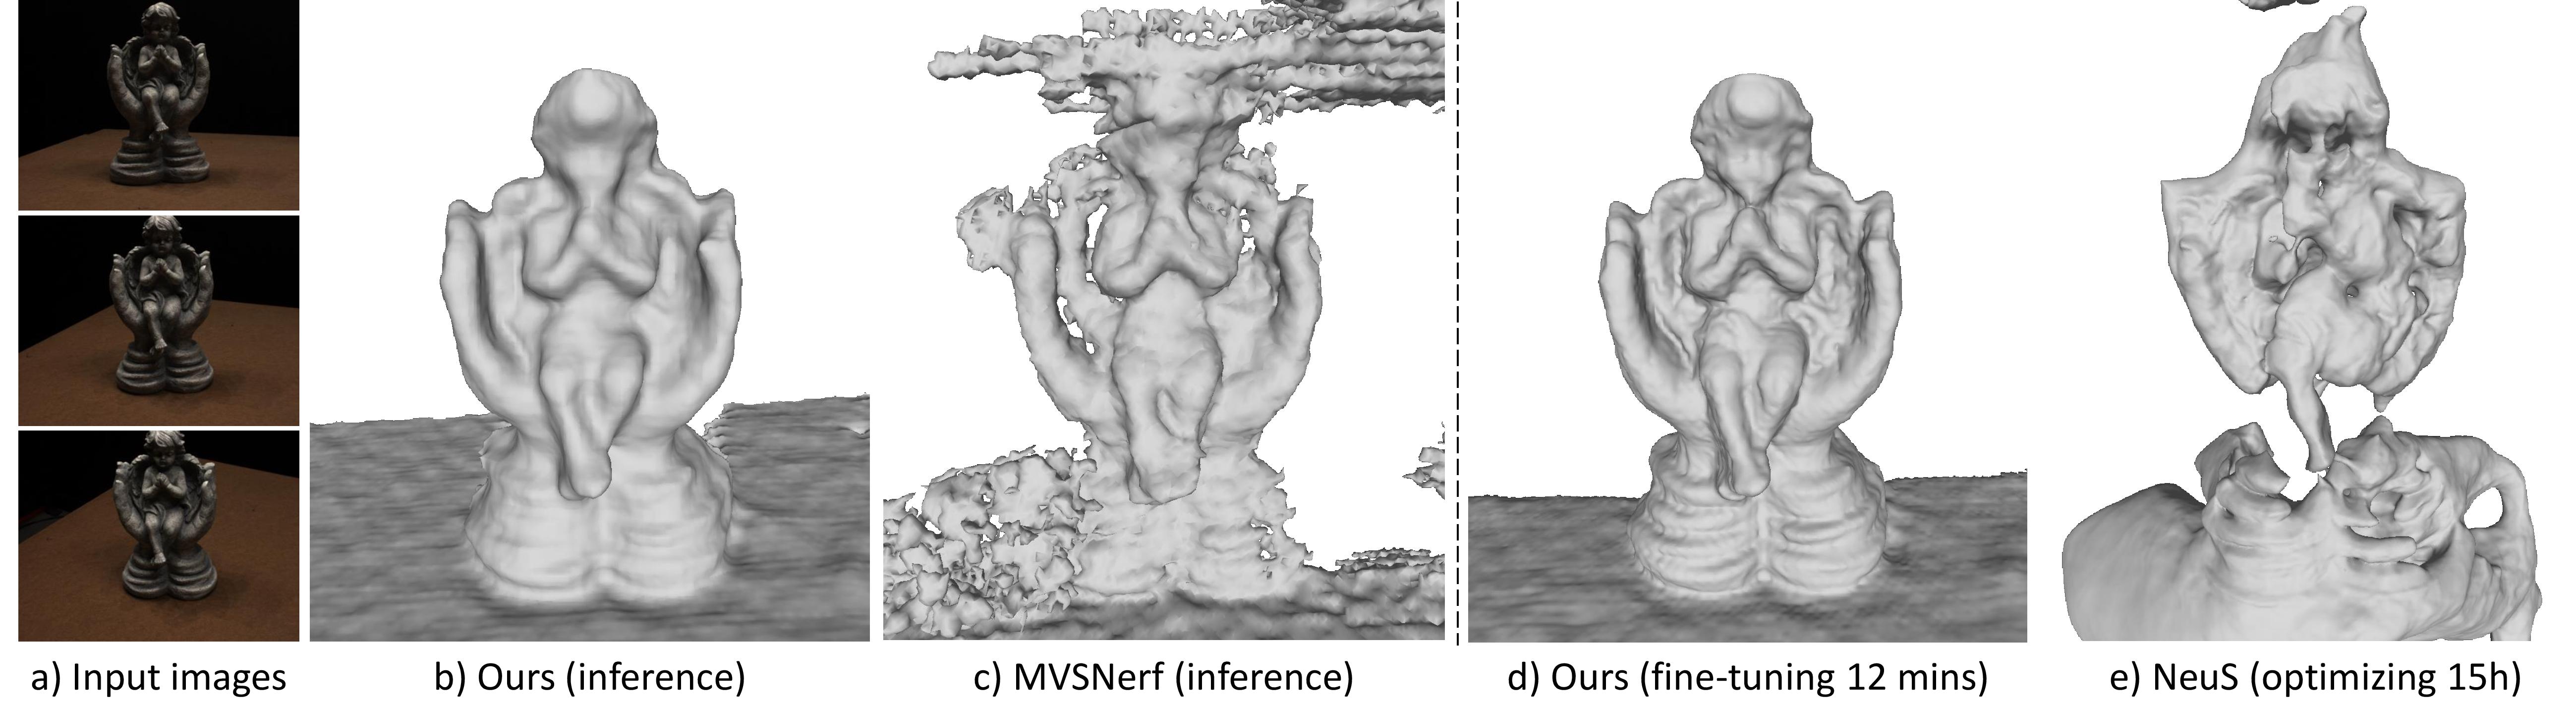 a) Input images
b) Ours (inference)
c) MVSNerf (inference)
d) Ours (fine-tuning 12 mins)
e) NeuS (optimizing 15h)